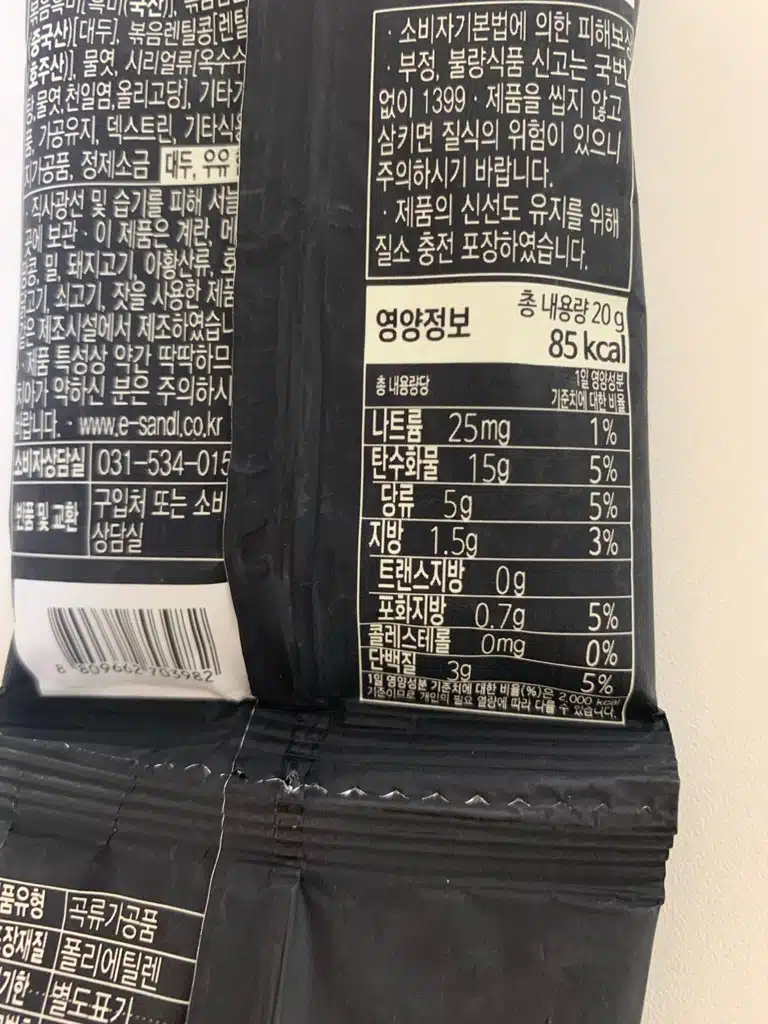 중국산)[대두], 볶음렌틸콩[렌틸
호주산)], 물엿, 시리얼류[옥수수
물엿,천일염,올리고당], 기타가
가공유지, 덱스트린, 기타식
가공품, 정제소금 대두, 우유
· 직사광선 및 습기를 피해 서늘
곳에 보관 · 이 제품은 계란, 메
땅콩, 밀, 돼지고기, 아황산류, 호
고기, 쇠고기, 잣을 사용한 제품
같은 제조시설에서 제조하였습니
· 제품 특성상 약간 딱딱하므
치아가 약하신 분은 주의하시
바랍니다. · www.e-sandl.co.kr
소비자상담실 031-534-015
반품 및 교환 구입처 또는 소비
상담실
8 809662 703982
· 소비자기본법에 의한 피해보상
· 부정, 불량식품 신고는 국번
없이 1399 · 제품을 씹지 않고
삼키면 질식의 위험이 있으니
주의하시기 바랍니다.
· 제품의 신선도 유지를 위해
질소 충전 포장하였습니다.
영양정보 총 내용량 20 g
85 kcal
총 내용량당 1일 영양성분
기준치에 대한 비율
나트륨 25mg 1%
탄수화물 15g 5%
당류 5g 5%
지방 1.5g 3%
트랜스지방 0g
포화지방 0.7g 5%
콜레스테롤 0mg 0%
단백질 3g 5%
1일 영양성분 기준치에 대한 비율(%)은 2,000 kcal
기준이므로 개인의 필요 열량에 따라 다를 수 있습니다.
품유형 곡류가공품
장재질 폴리에틸렌
기한 별도표기